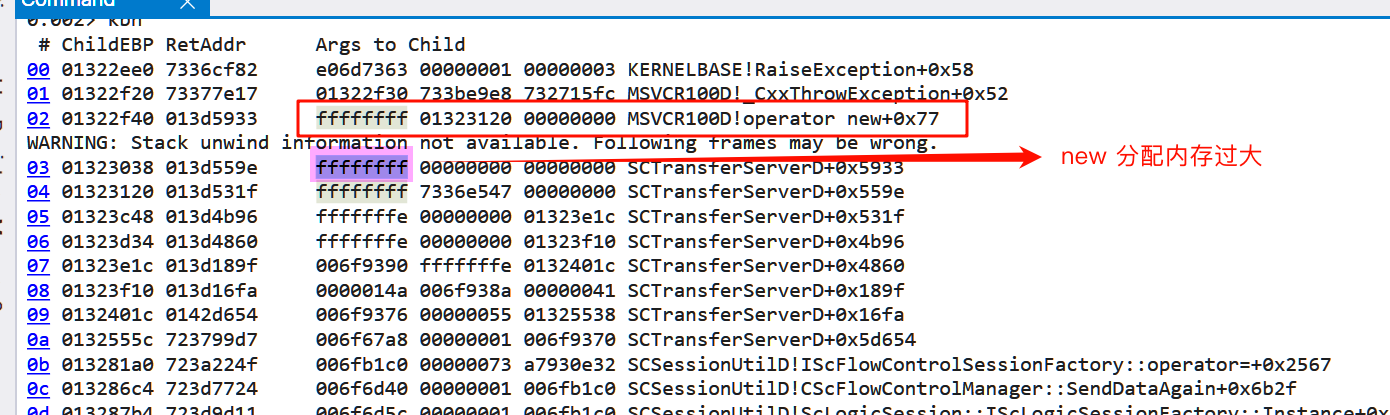 Command
0:002> kbn
# ChildEBP RetAddr Args to Child
00 01322ee0 7336cf82 e06d7363 00000001 00000003 KERNELBASE!RaiseException+0x58
01 01322f20 73377e17 01322f30 733be9e8 732715fc MSVCR100D!_CxxThrowException+0x52
02 01322f40 013d5933 ffffffff 01323120 00000000 MSVCR100D!operator new+0x77
WARNING: Stack unwind information not available. Following frames may be wrong.
new 分配内存过大
03 01323038 013d559e ffffffff 00000000 00000000 SCTransferServerD+0x5933
04 01323120 013d531f ffffffff 7336e547 00000000 SCTransferServerD+0x559e
05 01323c48 013d4b96 fffffffe 00000000 01323e1c SCTransferServerD+0x531f
06 01323d34 013d4860 fffffffe 00000000 01323f10 SCTransferServerD+0x4b96
07 01323e1c 013d189f 006f9390 fffffffe 0132401c SCTransferServerD+0x4860
08 01323f10 013d16fa 0000014a 006f938a 00000041 SCTransferServerD+0x189f
09 0132401c 0142d654 006f9376 00000055 01325538 SCTransferServerD+0x16fa
0a 0132555c 723799d7 006f67a8 00000001 006f9370 SCTransferServerD+0x5d654
0b 013281a0 723a224f 006fb1c0 00000073 a7930e32 SCSessionUtilD!IScFlowControlSessionFactory::operator=+0x2567
0c 013286c4 723d7724 006f6d40 00000001 006fb1c0 SCSessionUtilD!CScFlowControlManager::SendDataAgain+0x6b2f
0d 013287b4 723d9d11 006f6d5c 00000001 006fb1c0 SCSessionUtilD!ScLogicSession::IScLogicSessionFactory::Instance+0x